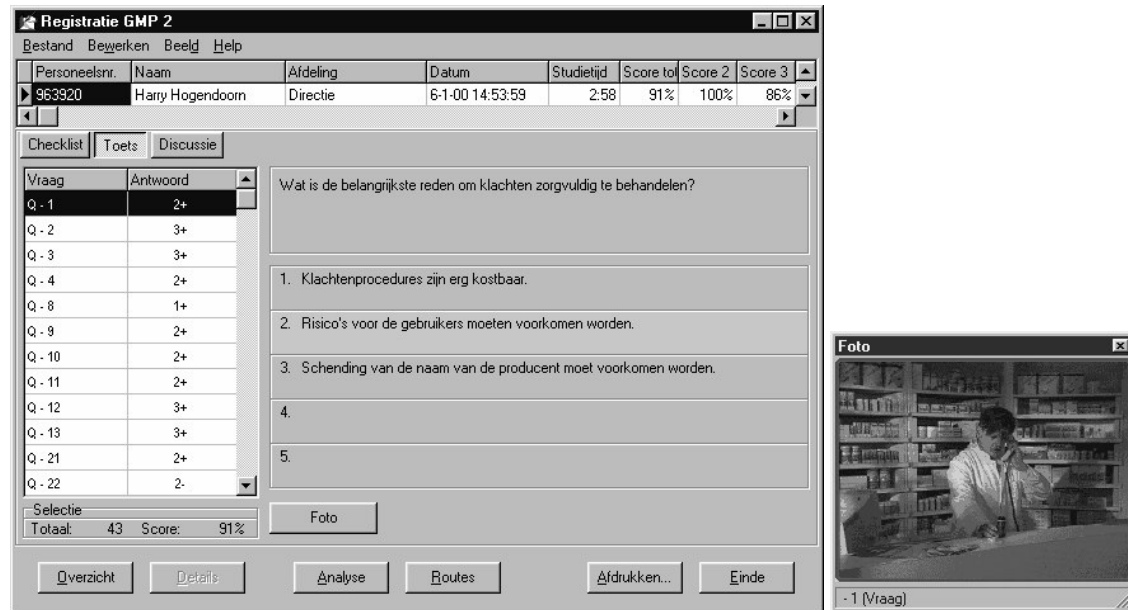 Registratie GMP 2
Bestand Bewerken Beeld Help
Personeelsnr. Naam Afdeling Datum Studietijd Score tot Score 2 Score 3
963920 Harry Hogendoorn Directie 6-1-00 14:53:59 2:58 91% 100% 86%
Checklist Toets Discussie
Vraag Antwoord
Q - 1 2+
Q - 2 3+
Q - 3 3+
Q - 4 2+
Q - 8 1+
Q - 9 2+
Q - 10 2+
Q - 11 2+
Q - 12 3+
Q - 13 3+
Q - 21 2+
Q - 22 2-
Selectie
Totaal: 43 Score: 91%
Wat is de belangrijkste reden om klachten zorgvuldig te behandelen?
1. Klachtenprocedures zijn erg kostbaar.
2. Risico's voor de gebruikers moeten voorkomen worden.
3. Schending van de naam van de producent moet voorkomen worden.
4.
5.
Foto
Overzicht Details Analyse Routes Afdrukken... Einde
Foto
- 1 (Vraag)